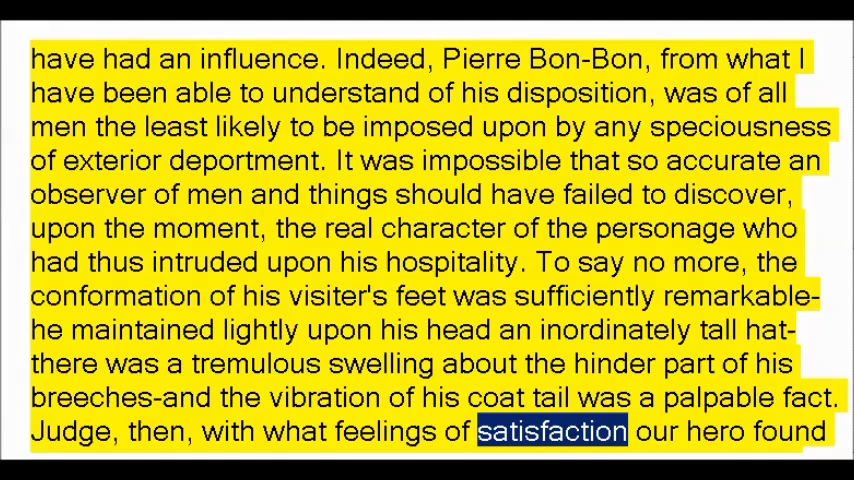 have had an influence. Indeed, Pierre Bon-Bon, from what I
have been able to understand of his disposition, was of all
men the least likely to be imposed upon by any speciousness
of exterior deportment. It was impossible that so accurate an
observer of men and things should have failed to discover,
upon the moment, the real character of the personage who
had thus intruded upon his hospitality. To say no more, the
conformation of his visiter's feet was sufficiently remarkable-
he maintained lightly upon his head an inordinately tall hat-
there was a tremulous swelling about the hinder part of his
breeches-and the vibration of his coat tail was a palpable fact.
Judge, then, with what feelings of satisfaction our hero found